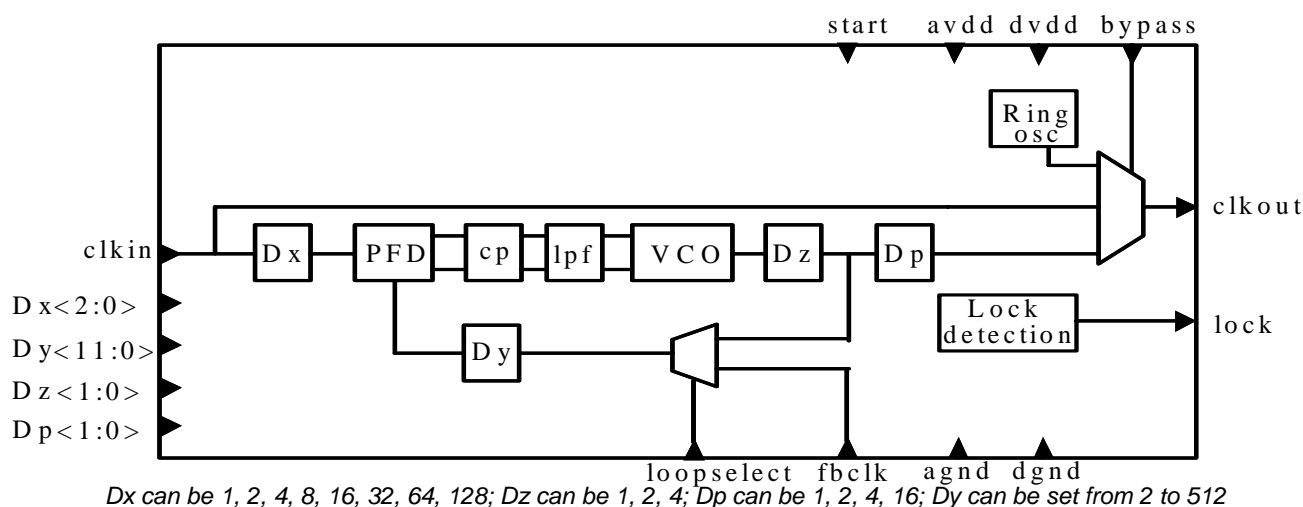 start avdd dvdd bypass
Ring
osc
clkout
clkin
Dx
PFD
cp
lpf
VCO
Dz
Dp
Dx<2:0>
Lock
detection
lock
Dy<11:0>
Dy
Dz<1:0>
Dp<1:0>
loopselect fbclk agnd dgnd
Dx can be 1, 2, 4, 8, 16, 32, 64, 128; Dz can be 1, 2, 4; Dp can be 1, 2, 4, 16; Dy can be set from 2 to 512